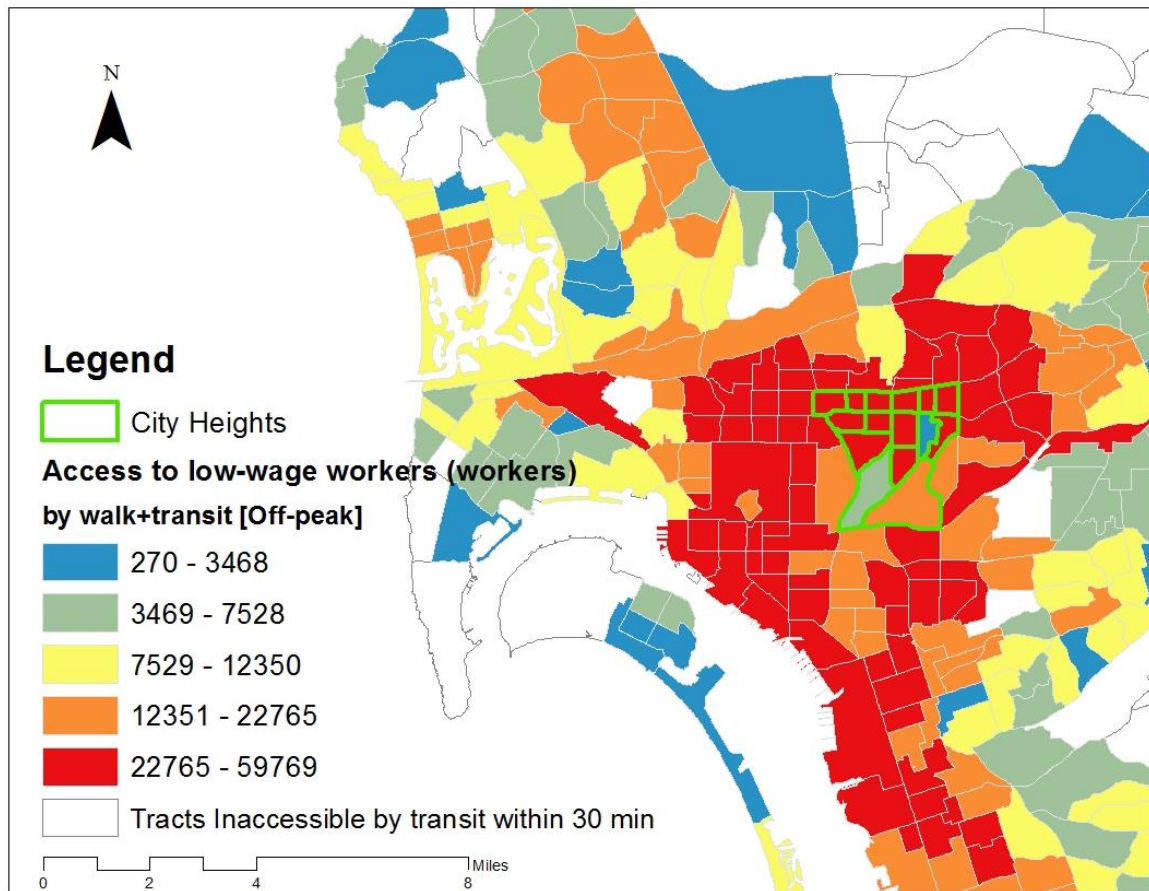 N
Legend
City Heights
Access to low-wage workers (workers)
by walk+transit [Off-peak]
270 - 3468
3469 - 7528
7529 - 12350
12351 - 22765
22765 - 59769
Tracts Inaccessible by transit within 30 min
Miles
0 2 4 8